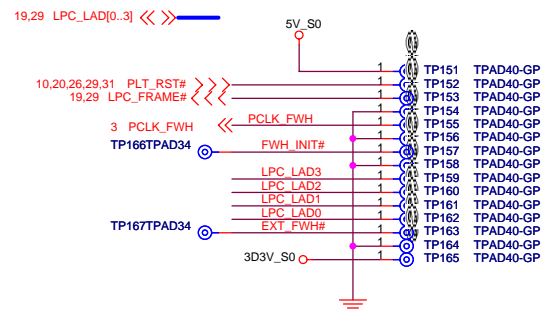 19,29 LPC_LAD[0..3]
5V_S0
1 TP151 TPAD40-GP
10,20,26,29,31 PLT_RST# 1 TP152 TPAD40-GP
19,29 LPC_FRAME# 1 TP153 TPAD40-GP
1 TP154 TPAD40-GP
3 PCLK_FWH PCLK_FWH 1 TP155 TPAD40-GP
1 TP156 TPAD40-GP
TP166TPAD34 FWH_INIT# 1 TP157 TPAD40-GP
1 TP158 TPAD40-GP
LPC_LAD3 1 TP159 TPAD40-GP
LPC_LAD2 1 TP160 TPAD40-GP
LPC_LAD1 1 TP161 TPAD40-GP
LPC_LAD0 1 TP162 TPAD40-GP
TP167TPAD34 EXT_FWH# 1 TP163 TPAD40-GP
1 TP164 TPAD40-GP
3D3V_S0 1 TP165 TPAD40-GP